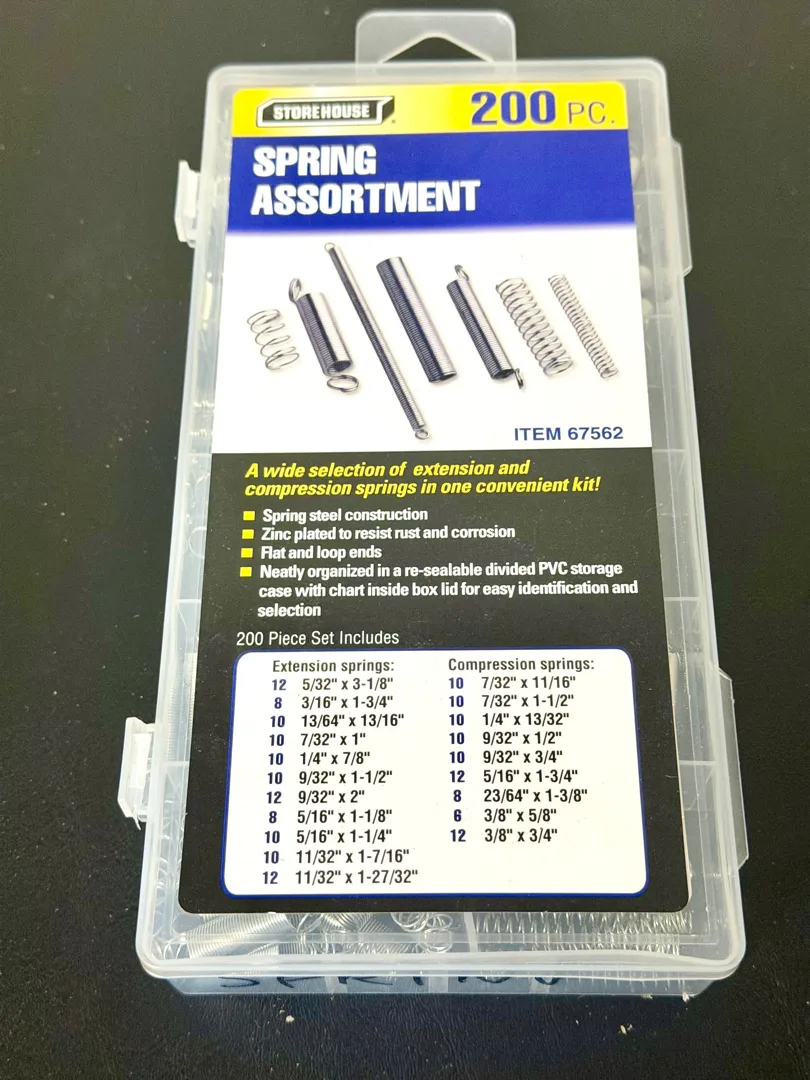 STOREHOUSE
200 PC.
SPRING
ASSORTMENT
ITEM 67562
A wide selection of extension and
compression springs in one convenient kit!
Spring steel construction
Zinc plated to resist rust and corrosion
Flat and loop ends
Neatly organized in a re-sealable divided PVC storage
case with chart inside box lid for easy identification and
selection
200 Piece Set Includes
Extension springs:
12 5/32" x 3-1/8"
8 3/16" x 1-3/4"
10 13/64" x 13/16"
10 7/32" x 1"
10 1/4" x 7/8"
10 9/32" x 1-1/2"
12 9/32" x 2"
8 5/16" x 1-1/8"
10 5/16" x 1-1/4"
10 11/32" x 1-7/16"
12 11/32" x 1-27/32"
Compression springs:
10 7/32" x 11/16"
10 7/32" x 1-1/2"
10 1/4" x 13/32"
10 9/32" x 1/2"
10 9/32" x 3/4"
12 5/16" x 1-3/4"
8 23/64" x 1-3/8"
6 3/8" x 5/8"
12 3/8" x 3/4"